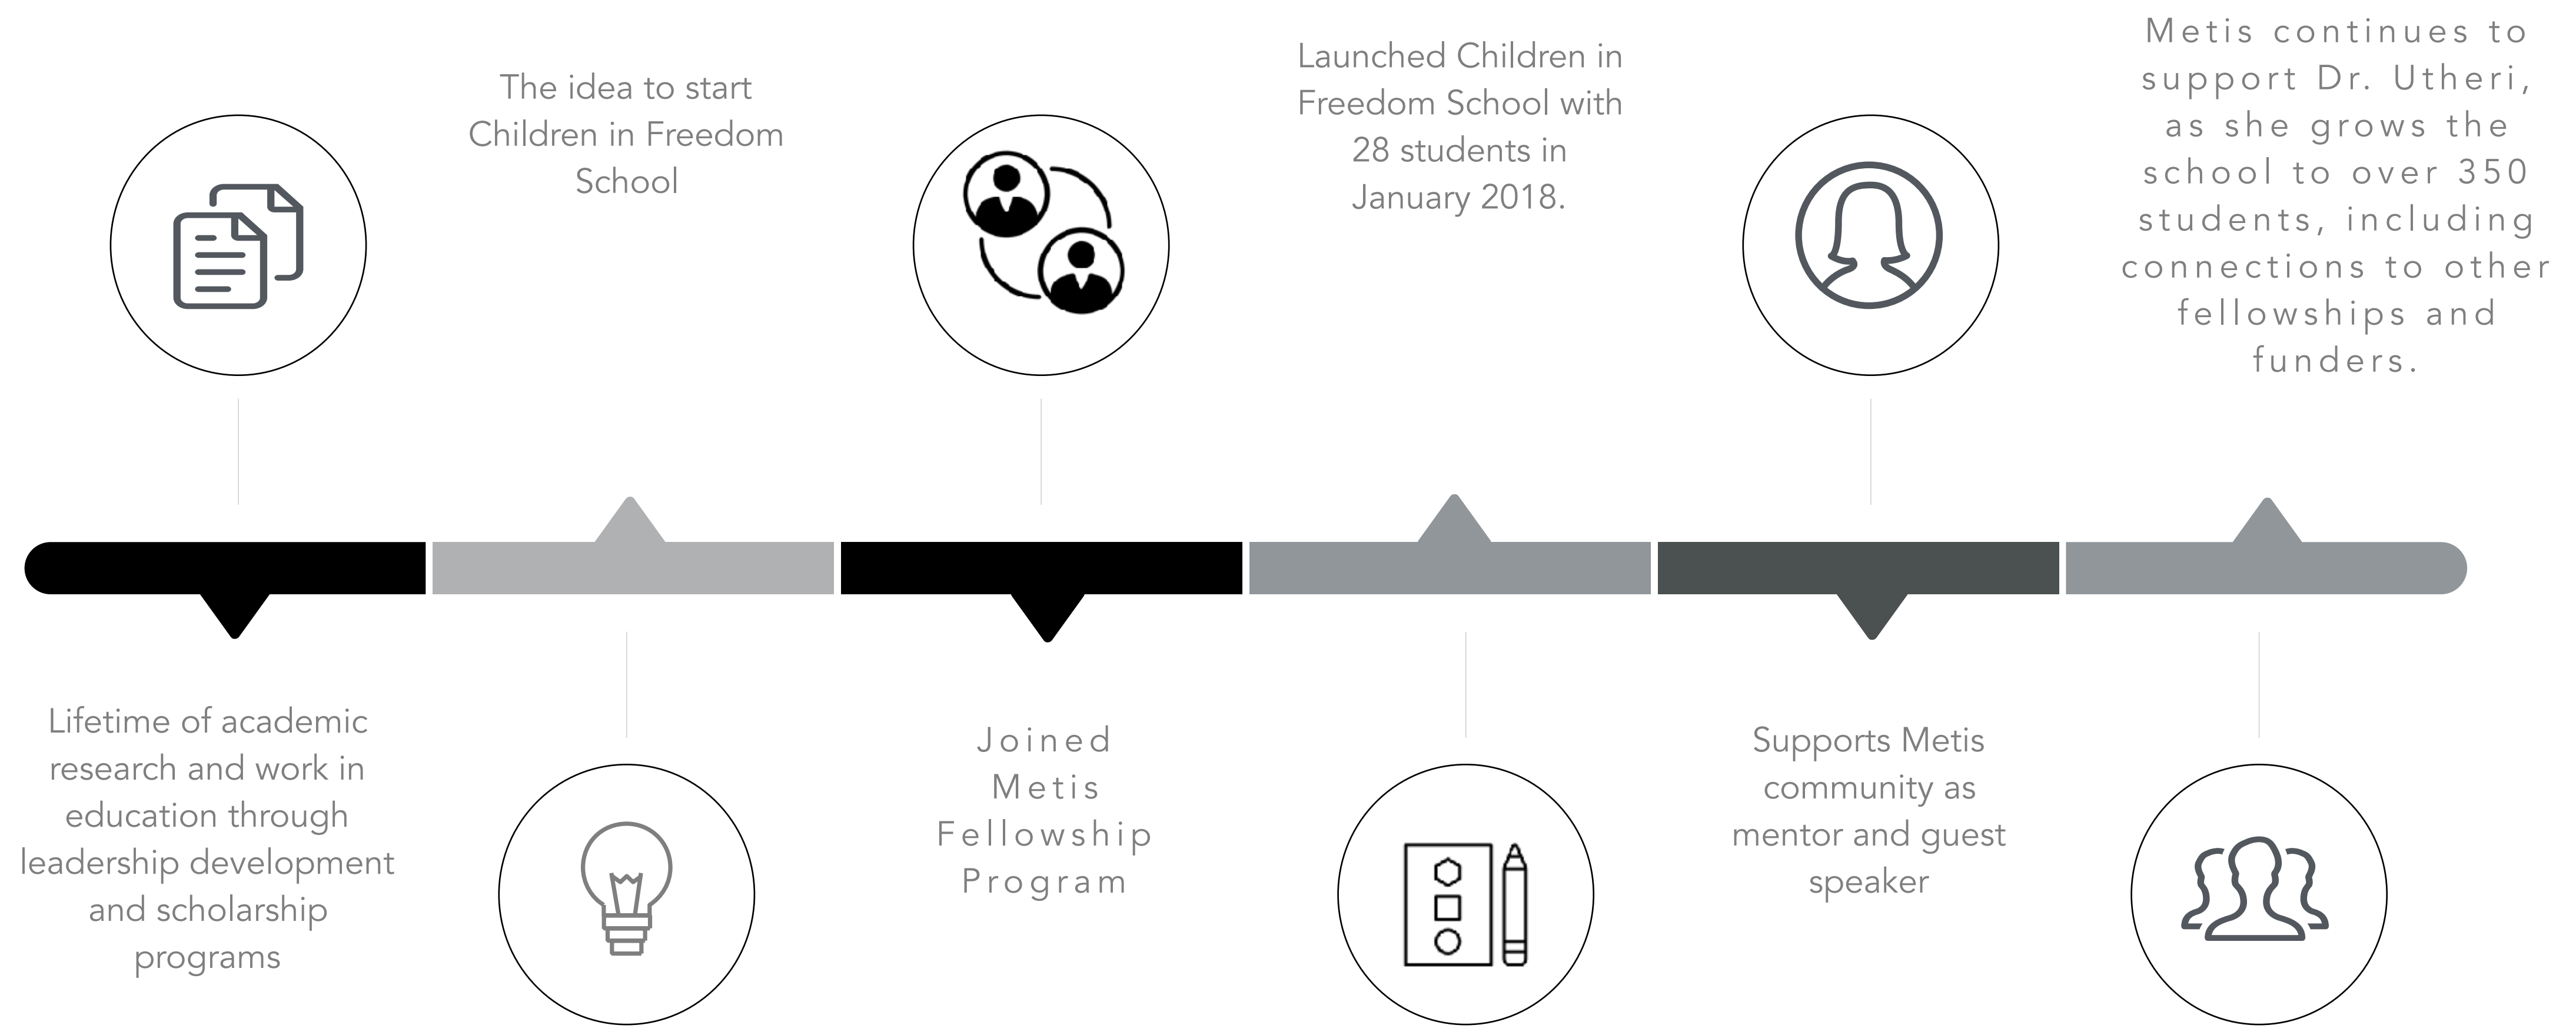 Lifetime of academic
research and work in
education through
leadership development
and scholarship
programs
The idea to start
Children in Freedom
School
Joined
Metis
Fellowship
Program
Launched Children in
Freedom School with
28 students in
January 2018.
Supports Metis
community as
mentor and guest
speaker
Metis continues to
support Dr. Utheri,
as she grows the
school to over 350
students, including
connections to other
fellowships and
funders.